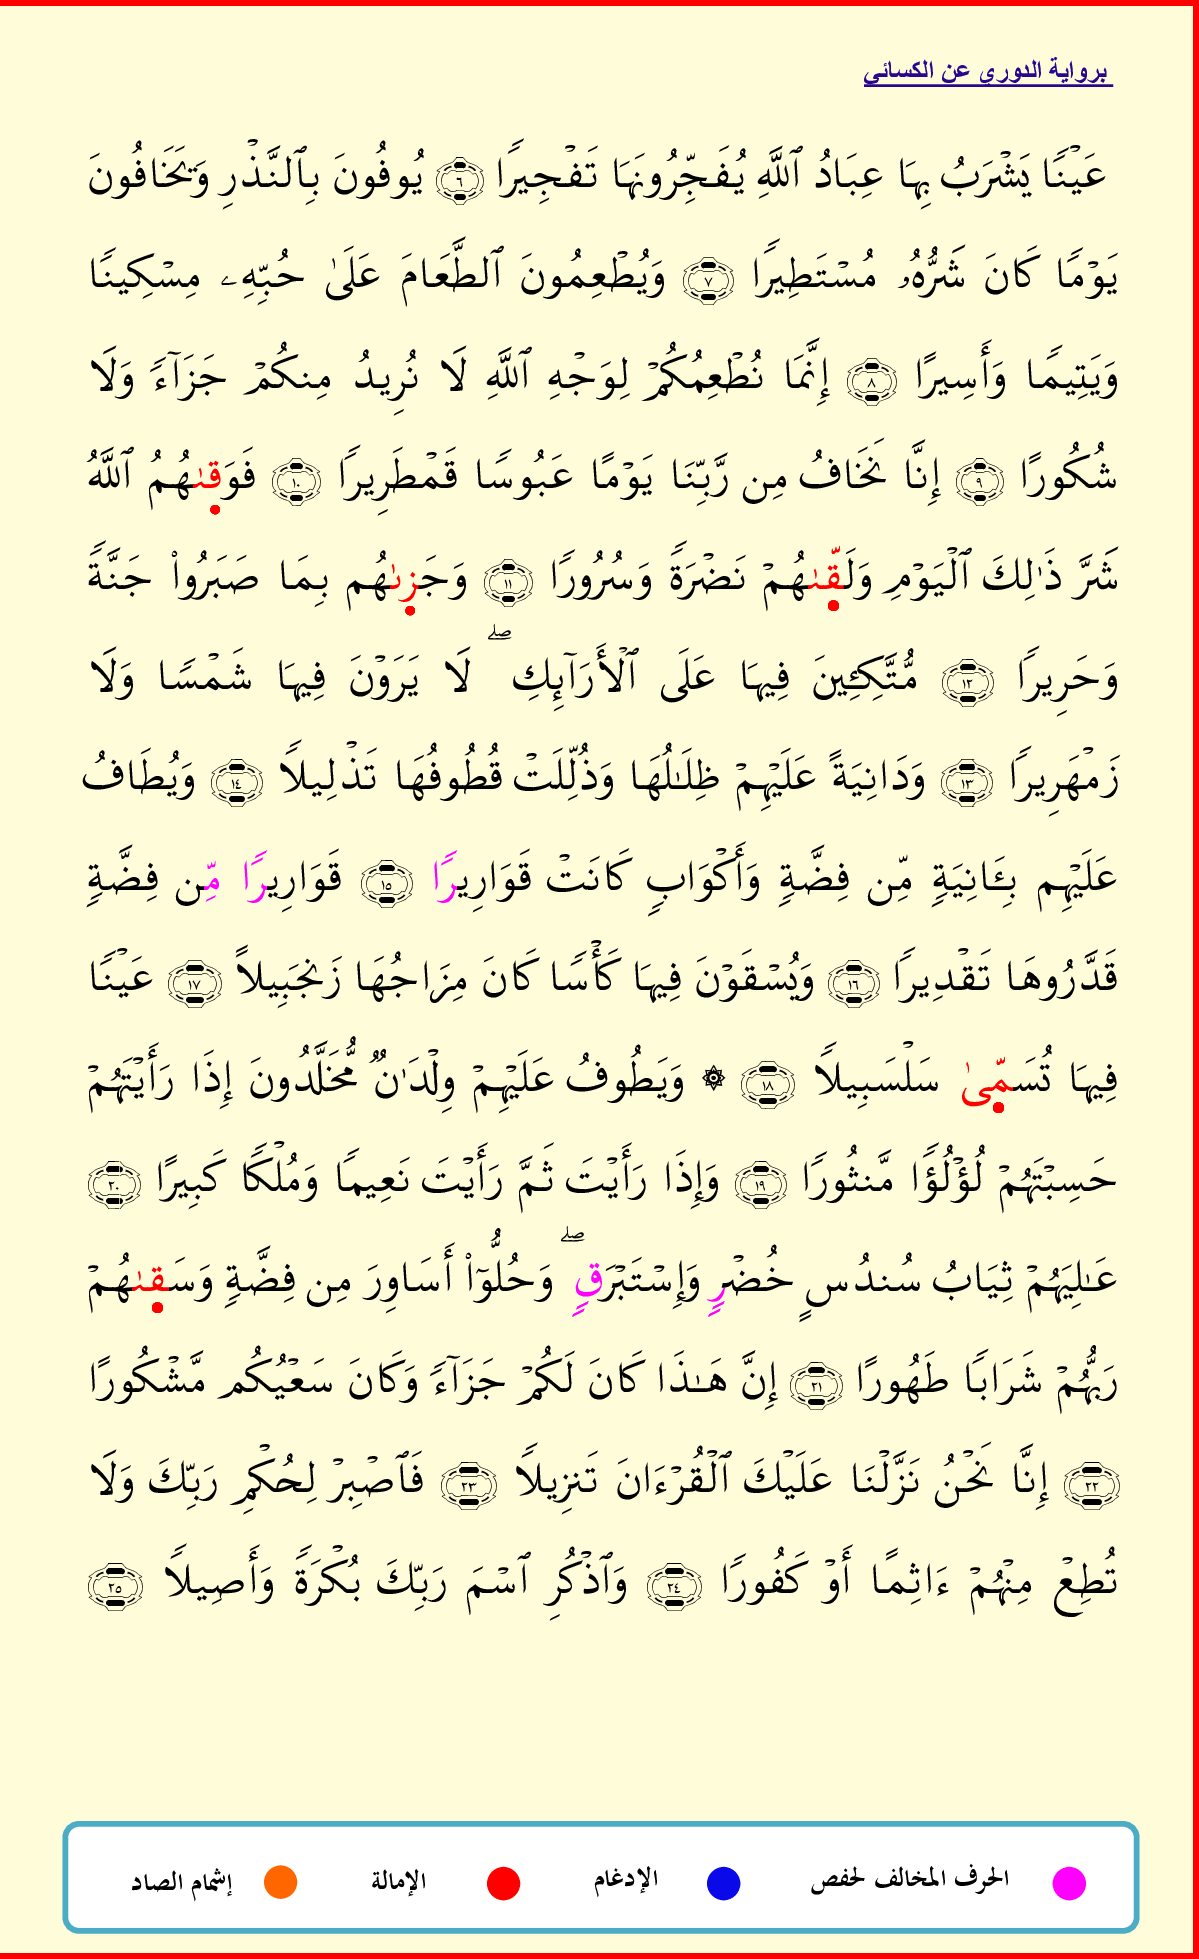 برواية الدوري عن الكسائي
عَيۡنٗا يَشۡرَبُ بِهَا عِبَادُ ٱللَّهِ يُفَجِّرُونَهَا تَفۡجِيرٗا ٦ يُوفُونَ بِٱلنَّذۡرِ وَيَخَافُونَ
يَوۡمٗا كَانَ شَرُّهُۥ مُسۡتَطِيرٗا ٧ وَيُطۡعِمُونَ ٱلطَّعَامَ عَلَىٰ حُبِّهِۦ مِسۡكِينٗا
وَيَتِيمٗا وَأَسِيرًا ٨ إِنَّمَا نُطۡعِمُكُمۡ لِوَجۡهِ ٱللَّهِ لَا نُرِيدُ مِنكُمۡ جَزَآءٗ وَلَا
شُكُورًا ٩ إِنَّا نَخَافُ مِن رَّبِّنَا يَوۡمًا عَبُوسٗا قَمۡطَرِيرٗا ١٠ فَوَقىٰهُمُ ٱللَّهُ
شَرَّ ذَٰلِكَ ٱلۡيَوۡمِ وَلَقّىٰهُمۡ نَضۡرَةٗ وَسُرُورٗا ١١ وَجَزىٰهُم بِمَا صَبَرُواْ جَنَّةٗ
وَحَرِيرٗا ١٢ مُّتَّكِـِٔينَ فِيهَا عَلَى ٱلۡأَرَآئِكِۖ لَا يَرَوۡنَ فِيهَا شَمۡسٗا وَلَا
زَمۡهَرِيرٗا ١٣ وَدَانِيَةً عَلَيۡهِمۡ ظِلَٰلُهَا وَذُلِّلَتۡ قُطُوفُهَا تَذۡلِيلٗا ١٤ وَيُطَافُ
عَلَيۡهِم بِـَٔانِيَةٖ مِّن فِضَّةٖ وَأَكۡوَابٖ كَانَتۡ قَوَارِيرٗا ١٥ قَوَارِيرٗا مِّن فِضَّةٖ
قَدَّرُوهَا تَقۡدِيرٗا ١٦ وَيُسۡقَوۡنَ فِيهَا كَأۡسٗا كَانَ مِزَاجُهَا زَنجَبِيلًا ١٧ عَيۡنٗا
فِيهَا تُسَمّىٰ سَلۡسَبِيلٗا ١٨ ۞ وَيَطُوفُ عَلَيۡهِمۡ وِلۡدَٰنٞ مُّخَلَّدُونَ إِذَا رَأَيۡتَهُمۡ
حَسِبۡتَهُمۡ لُؤۡلُؤٗا مَّنثُورٗا ١٩ وَإِذَا رَأَيۡتَ ثَمَّ رَأَيۡتَ نَعِيمٗا وَمُلۡكٗا كَبِيرًا ٢٠
عَٰلِيَهُمۡ ثِيَابُ سُندُسٍ خُضۡرٖ وَإِسۡتَبۡرَقٖۖ وَحُلُّوٓاْ أَسَاوِرَ مِن فِضَّةٖ وَسَقىٰهُمۡ
رَبُّهُمۡ شَرَابٗا طَهُورًا ٢١ إِنَّ هَٰذَا كَانَ لَكُمۡ جَزَآءٗ وَكَانَ سَعۡيُكُم مَّشۡكُورًا
٢٢ إِنَّا نَحۡنُ نَزَّلۡنَا عَلَيۡكَ ٱلۡقُرۡءَانَ تَنزِيلٗا ٢٣ فَٱصۡبِرۡ لِحُكۡمِ رَبِّكَ وَلَا
تُطِعۡ مِنۡهُمۡ ءَاثِمًا أَوۡ كَفُورٗا ٢٤ وَٱذۡكُرِ ٱسۡمَ رَبِّكَ بُكۡرَةٗ وَأَصِيلٗا ٢٥
الحرف المخالف لحفص الإدغام الإمالة إشمام الصاد